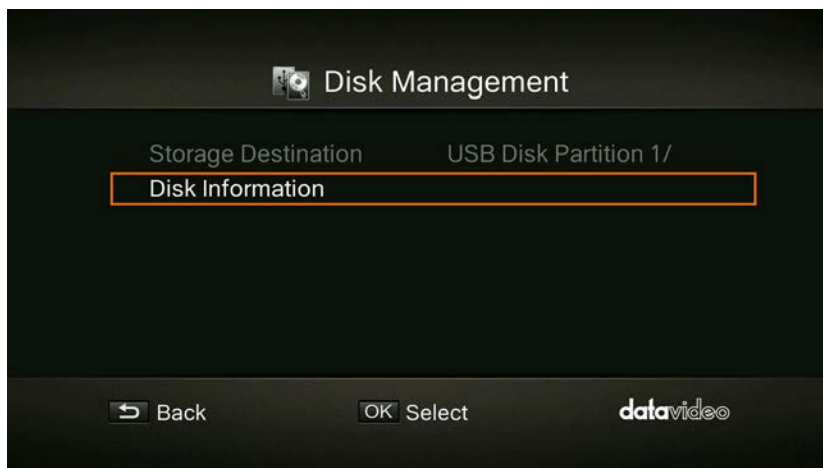 Disk Management
Storage Destination USB Disk Partition 1/
Disk Information
Back OK Select datavideo